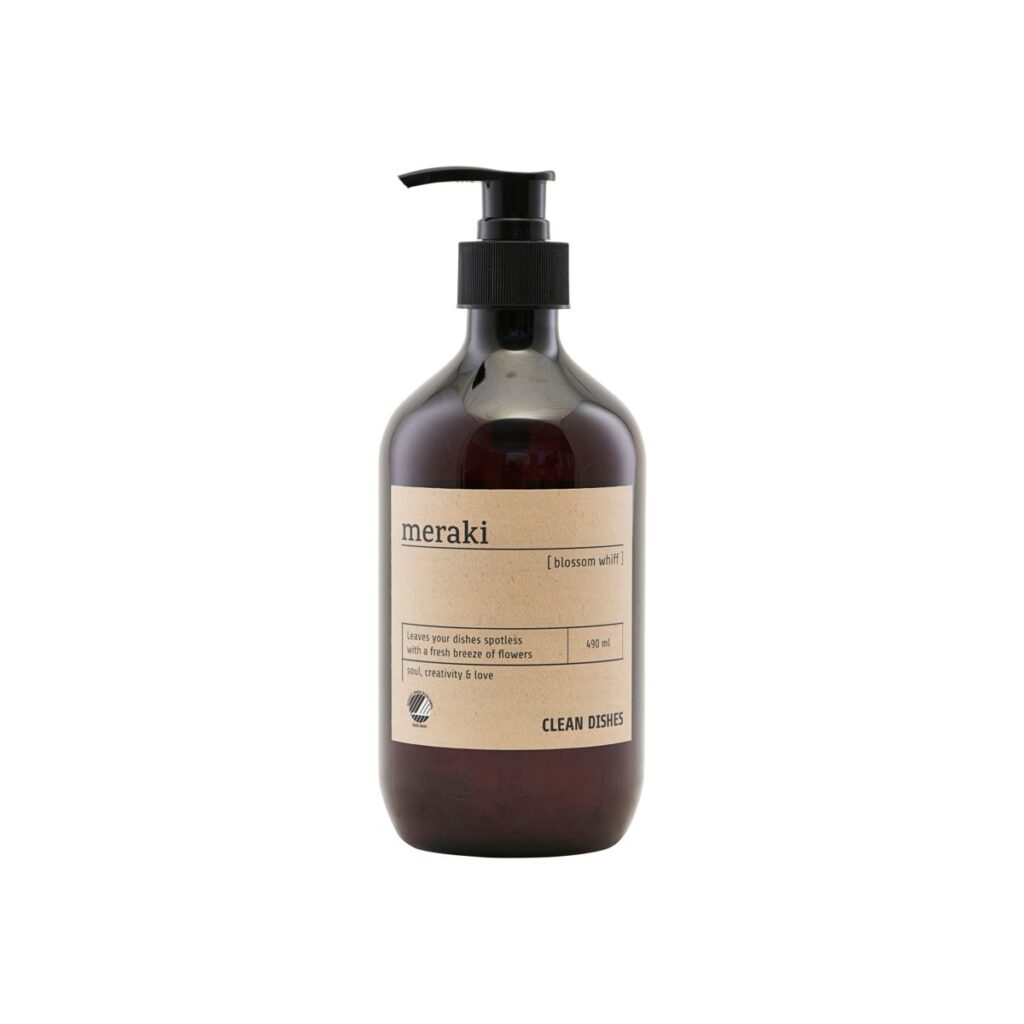 meraki
[ blossom whiff ]
Leaves your dishes spotless
with a fresh breeze of flowers
490 ml
soul, creativity & love
CLEAN DISHES